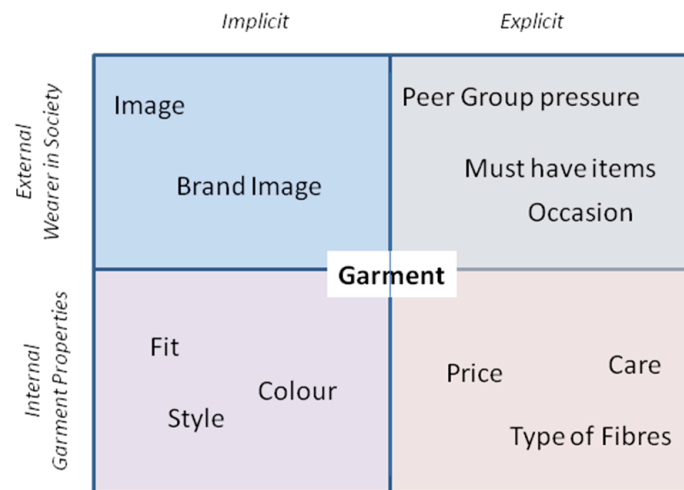 Implicit
Explicit
External
Wearer in Society
Image
Brand Image
Peer Group pressure
Must have items
Occasion
Garment
Internal
Garment Properties
Fit
Colour
Style
Price
Care
Type of Fibres